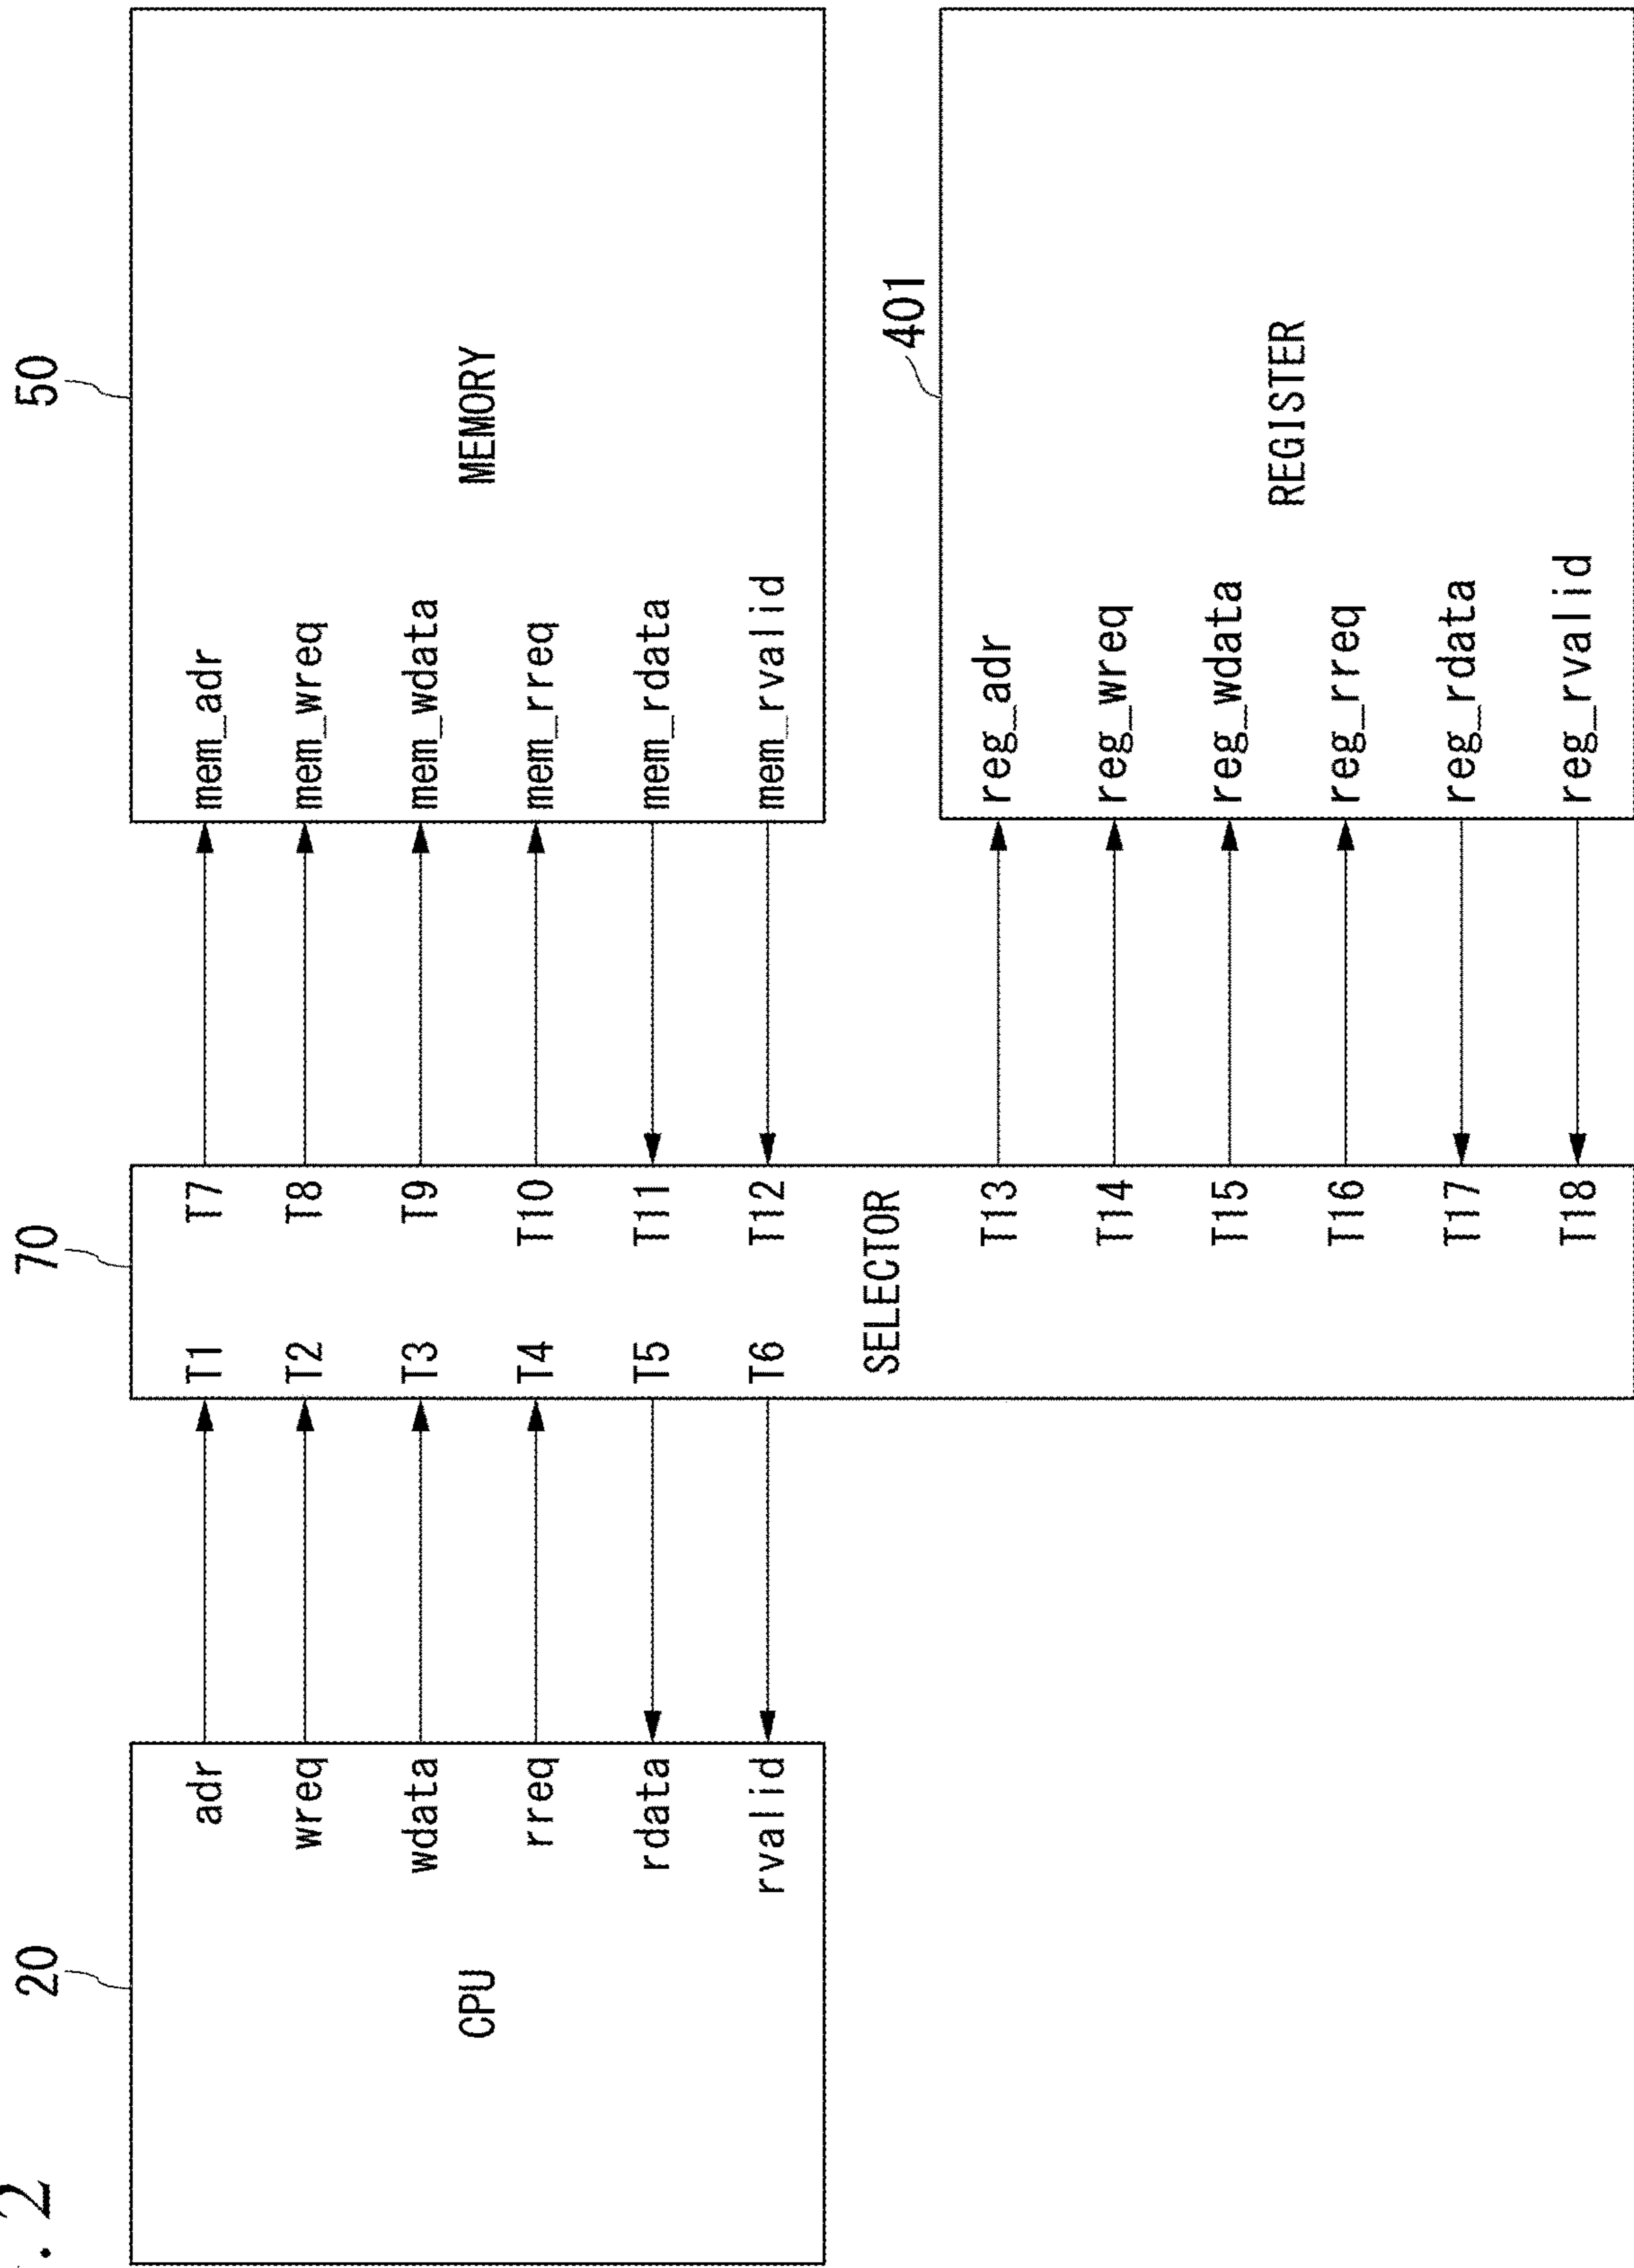 . 2
20
70
50
CPU
adr
wreq
wdata
rreq
rdata
rvalid
T1
T2
T3
T4
T5
T6
SELECTOR
T7
T8
T9
T10
T11
T12
T13
T14
T15
T16
T17
T18
mem_adr
mem_wreq
mem_wdata
mem_rreq
mem_rdata
mem_rvalid
MEMORY
401
reg_adr
reg_wreq
reg_wdata
reg_rreq
reg_rdata
reg_rvalid
REGISTER